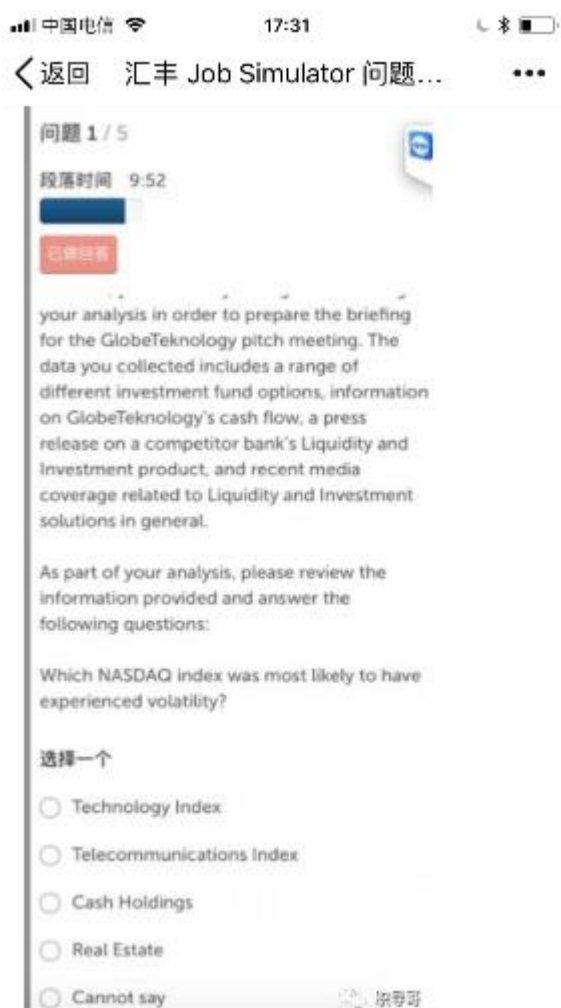 中国电信 17:31
返回 汇丰 Job Simulator 问题...
问题 1 / 5
段落时间 9:52
your analysis in order to prepare the briefing
for the GlobeTeknology pitch meeting. The
data you collected includes a range of
different investment fund options, information
on GlobeTeknology's cash flow, a press
release on a competitor bank's Liquidity and
Investment product, and recent media
coverage related to Liquidity and Investment
solutions in general.
As part of your analysis, please review the
information provided and answer the
following questions:
Which NASDAQ index was most likely to have
experienced volatility?
选择一个
Technology Index
Telecommunications Index
Cash Holdings
Real Estate
Cannot say